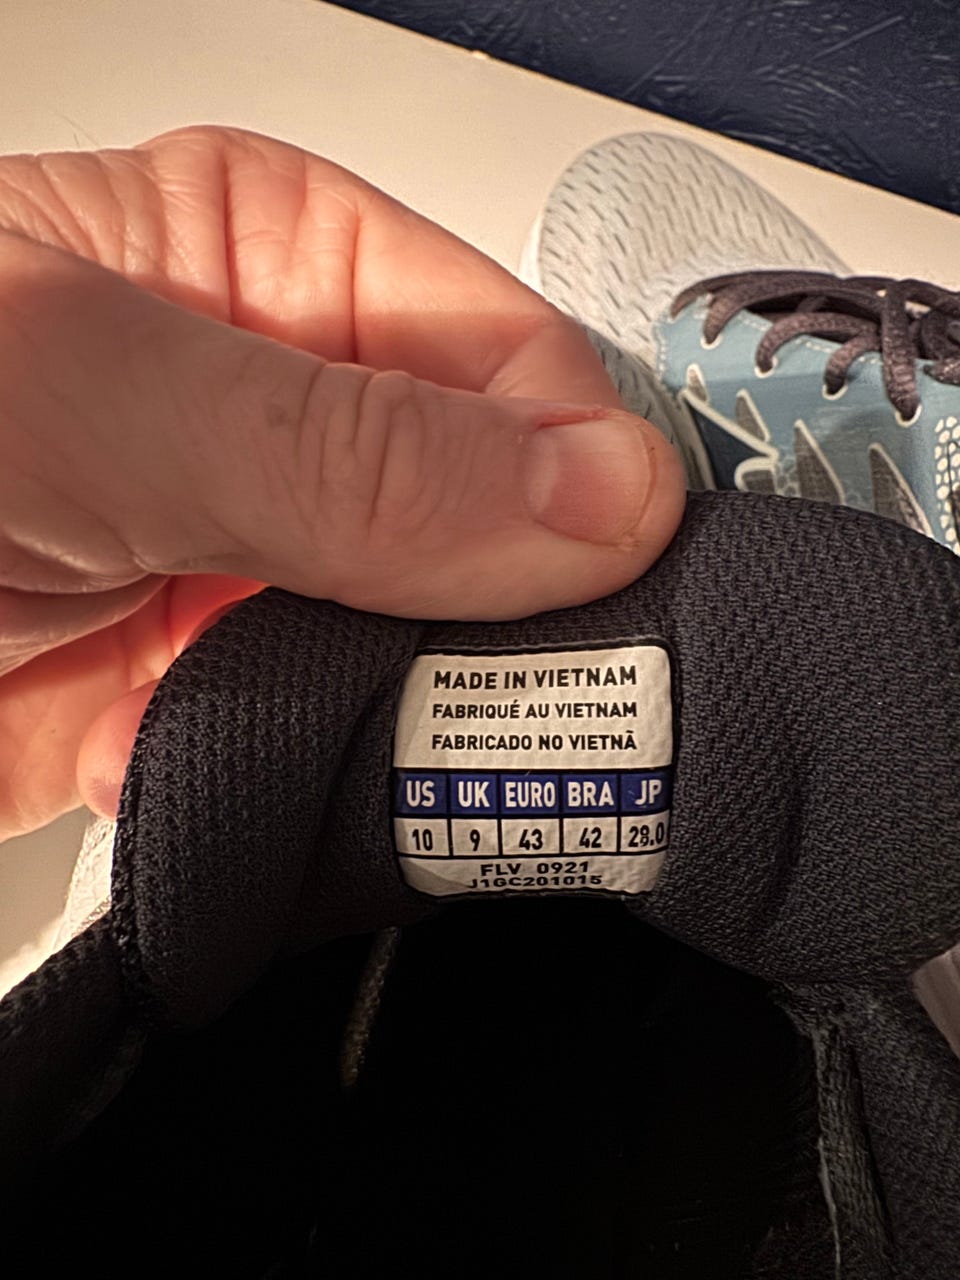 MADE IN VIETNAM
FABRIQUÉ AU VIETNAM
FABRICADO NO VIETNÃ
US UK EURO BRA JP
10 9 43 42 28.0
FLV 0921
J1GC201015